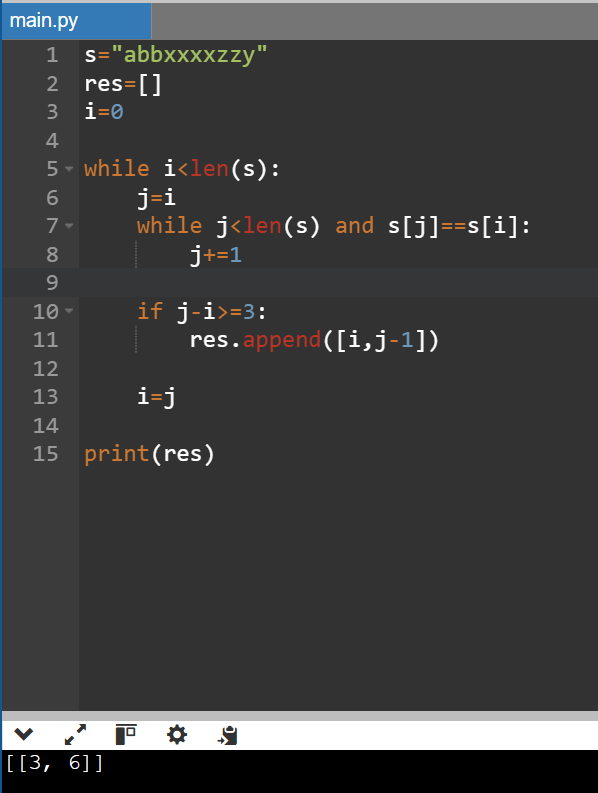 main.py
1 s="abbxxxxzzy"
2 res=[]
3 i=0
4
5 while i<len(s):
6     j=i
7     while j<len(s) and s[j]==s[i]:
8         j+=1
9
10     if j-i>=3:
11         res.append([i,j-1])
12
13     i=j
14
15 print(res)
[[3, 6]]